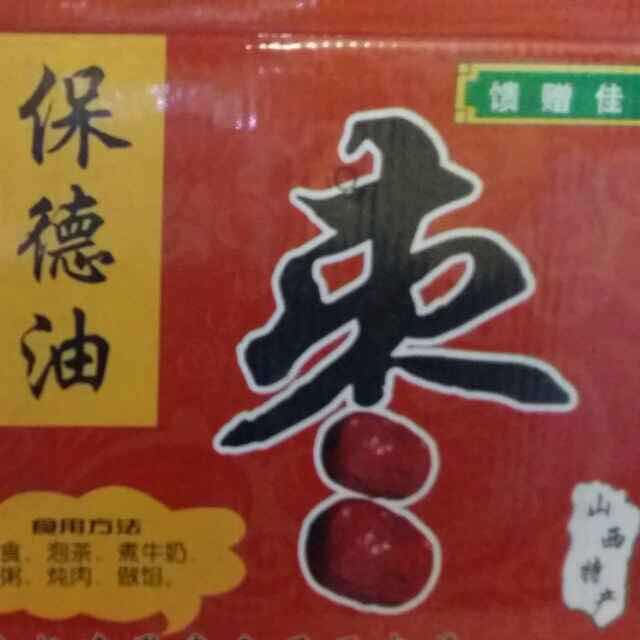 保德油
枣
馈赠佳
食用方法
食、泡茶、煮牛奶
粥、炖肉、做馅。
山西特产